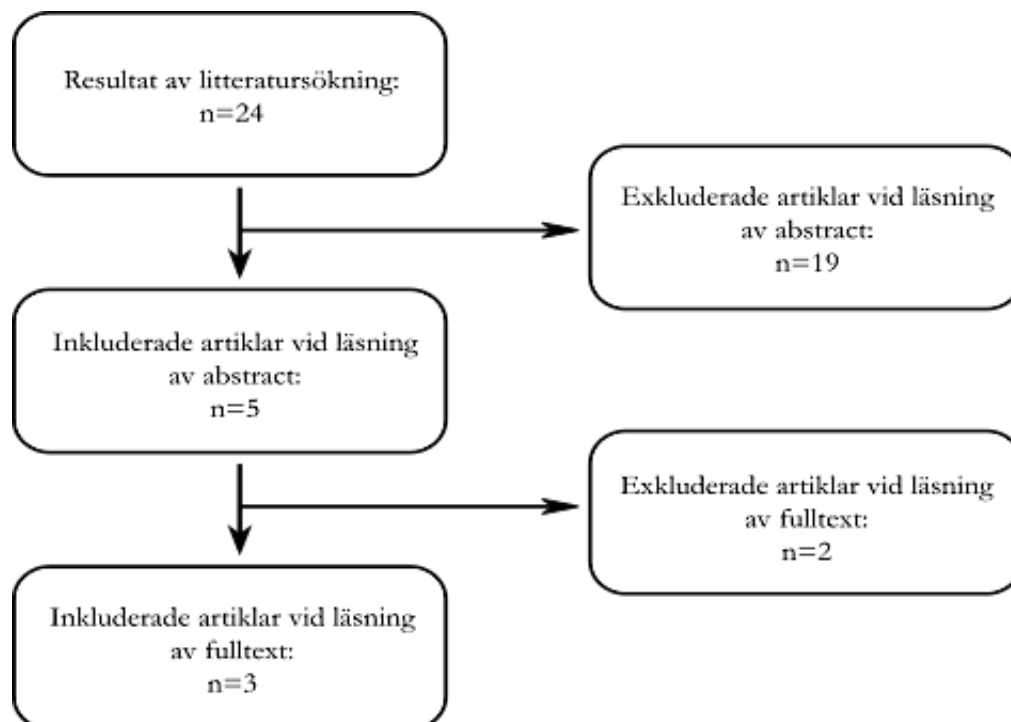 Resultat av litteratursökning:
n=24
Exkluderade artiklar vid läsning
av abstract:
n=19
Inkluderade artiklar vid läsning
av abstract:
n=5
Exkluderade artiklar vid läsning
av fulltext:
n=2
Inkluderade artiklar vid läsning
av fulltext:
n=3